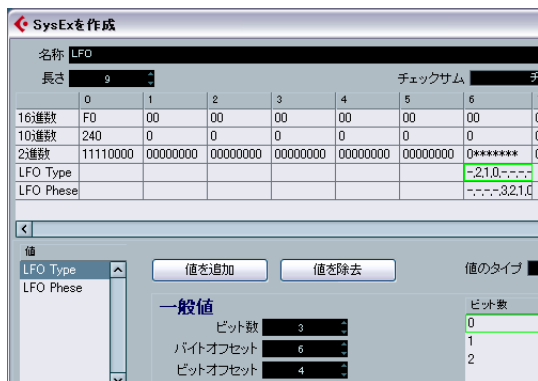 SysExを作成
名称 LFO
長さ 9 チェックサム
0 1 2 3 4 5 6
16進数 F0 00 00 00 00 00 00
10進数 240 0 0 0 0 0 0
2進数 11110000 00000000 00000000 00000000 00000000 00000000 0*******
LFO Type -,2,1,0,-,-,-,-
LFO Phese -,-,-,-,3,2,1,0
値
LFO Type 値を追加 値を除去 値のタイプ
LFO Phese
一般値 ビット数
ビット数 3 0
バイトオフセット 6 1
ビットオフセット 4 2